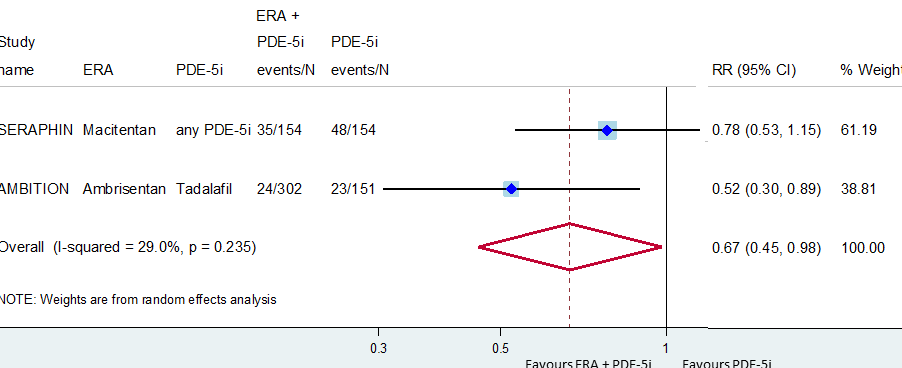 ERA +
Study PDE-5i PDE-5i
name ERA PDE-5i events/N events/N RR (95% CI) % Weight
SERAPHIN Macitentan any PDE-5i 35/154 48/154 0.78 (0.53, 1.15) 61.19
AMBITION Ambrisentan Tadalafil 24/302 23/151 0.52 (0.30, 0.89) 38.81
Overall (I-squared = 29.0%, p = 0.235) 0.67 (0.45, 0.98) 100.00
NOTE: Weights are from random effects analysis
0.3 0.5 1
Favours ERA + PDE-5i Favours PDE-5i